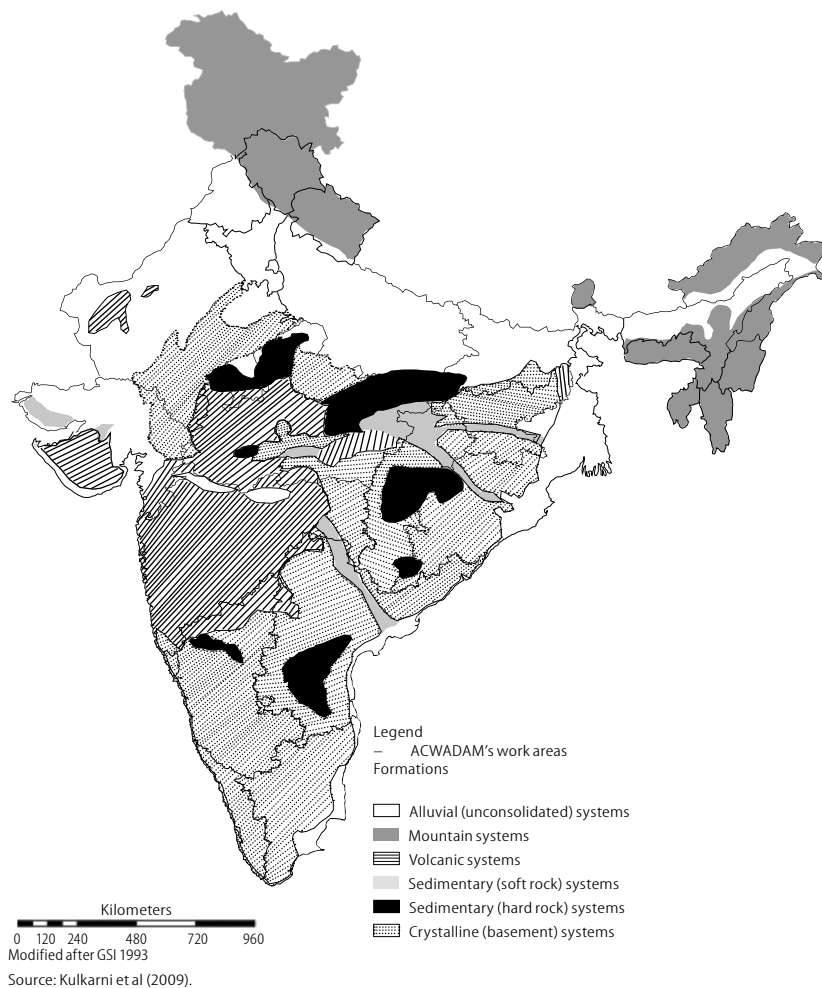 Legend
– ACWADAM's work areas
Formations
Alluvial (unconsolidated) systems
Mountain systems
Volcanic systems
Sedimentary (soft rock) systems
Sedimentary (hard rock) systems
Crystalline (basement) systems
Kilometers
0 120 240 480 720 960
Modified after GSI 1993
Source: Kulkarni et al (2009).